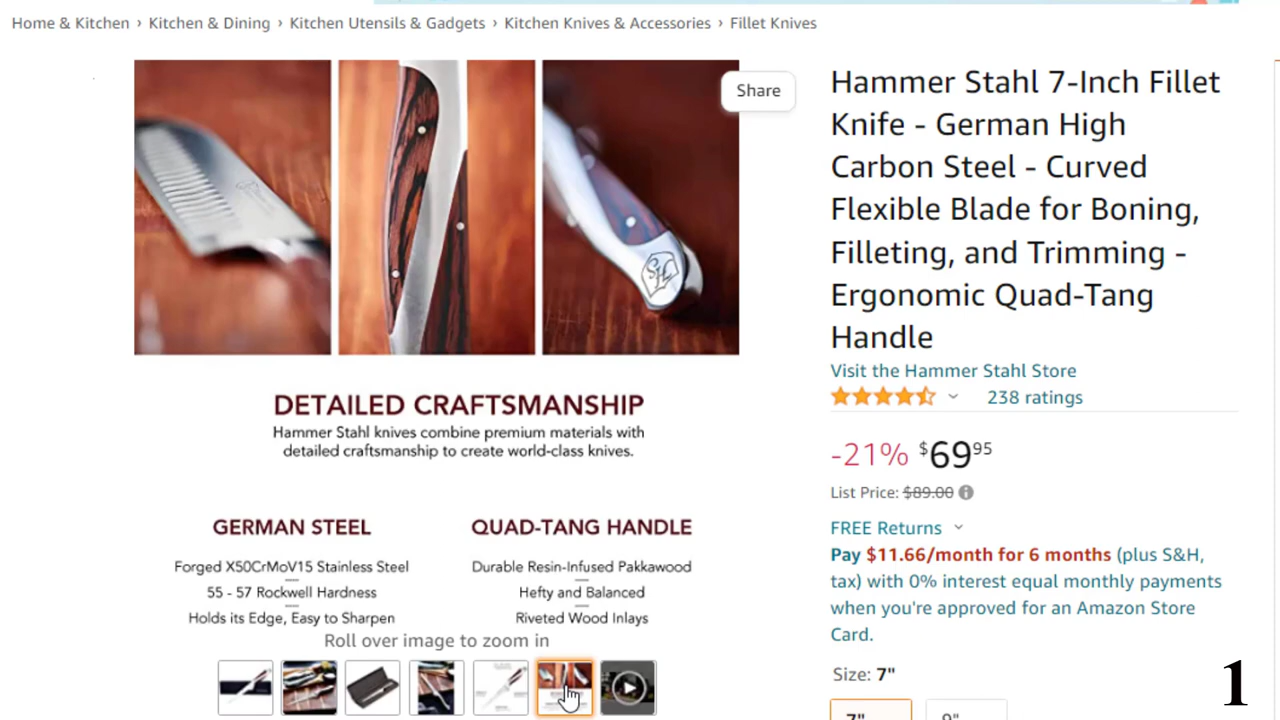 Home & Kitchen › Kitchen & Dining › Kitchen Utensils & Gadgets › Kitchen Knives & Accessories › Fillet Knives
Share
Hammer Stahl 7-Inch Fillet
Knife - German High
Carbon Steel - Curved
Flexible Blade for Boning,
Filleting, and Trimming -
Ergonomic Quad-Tang
Handle
Visit the Hammer Stahl Store
238 ratings
-21% $69.95
List Price: $89.00
FREE Returns
Pay $11.66/month for 6 months (plus S&H,
tax) with 0% interest equal monthly payments
when you're approved for an Amazon Store
Card.
Size: 7"
7" 9"
DETAILED CRAFTSMANSHIP
Hammer Stahl knives combine premium materials with
detailed craftsmanship to create world-class knives.
GERMAN STEEL
Forged X50CrMoV15 Stainless Steel
55 - 57 Rockwell Hardness
Holds its Edge, Easy to Sharpen
QUAD-TANG HANDLE
Durable Resin-Infused Pakkawood
Hefty and Balanced
Riveted Wood Inlays
Roll over image to zoom in
1